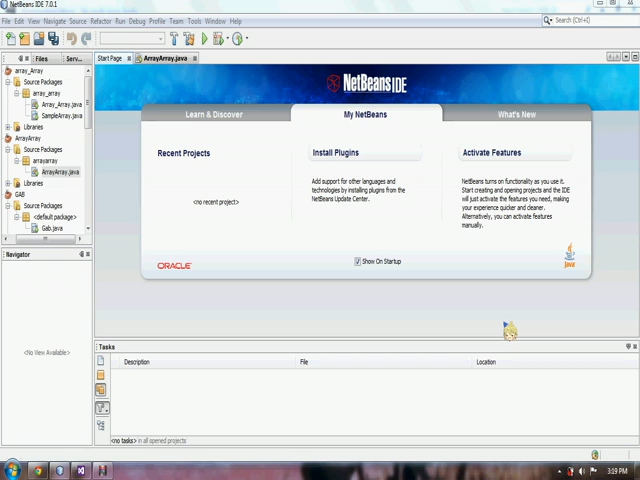 NetBeans IDE 7.0.1
File Edit View Navigate Source Refactor Run Debug Profile Team Tools Window Help
Search (Ctrl+I)
Files Serv...
Start Page ArrayArray.java
array_Array
Source Packages
array_array
Array_Array.java
SampleArray.java
Libraries
ArrayArray
Source Packages
arrayarray
ArrayArray.java
Libraries
GAB
Source Packages
<default package>
Gab.java
NetBeans IDE
Learn & Discover My NetBeans What's New
Recent Projects
<no recent project>
Install Plugins
Add support for other languages and
technologies by installing plugins from the
NetBeans Update Center.
Activate Features
NetBeans turns on functionality as you use it.
Start creating and opening projects and the IDE
will just activate the features you need, making
your experience quicker and cleaner.
Alternatively, you can activate features
manually.
ORACLE
Show On Startup
Java
Navigator
<No View Available>
Tasks
Description File Location
<no tasks> in all opened projects
3:19 PM